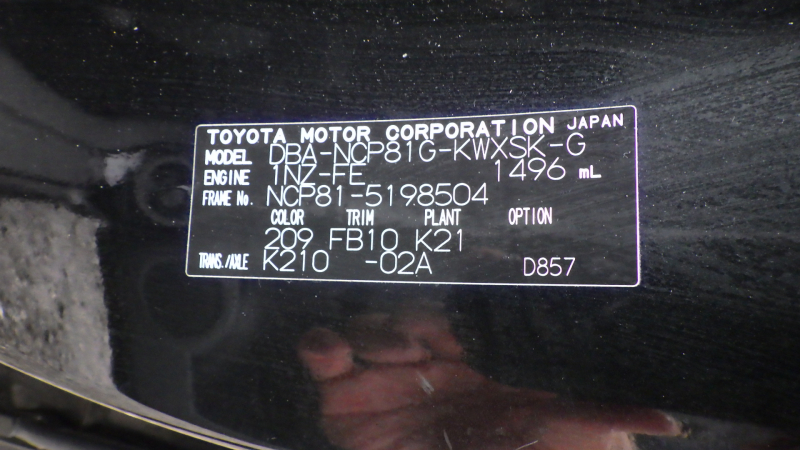 TOYOTA MOTOR CORPORATION JAPAN
MODEL DBA-NCP81G-KWXSK-G
ENGINE 1NZ-FE 1496 mL
FRAME No. NCP81-5198504
COLOR TRIM PLANT OPTION
209 FB10 K21
TRANS./AXLE K210 -02A D857